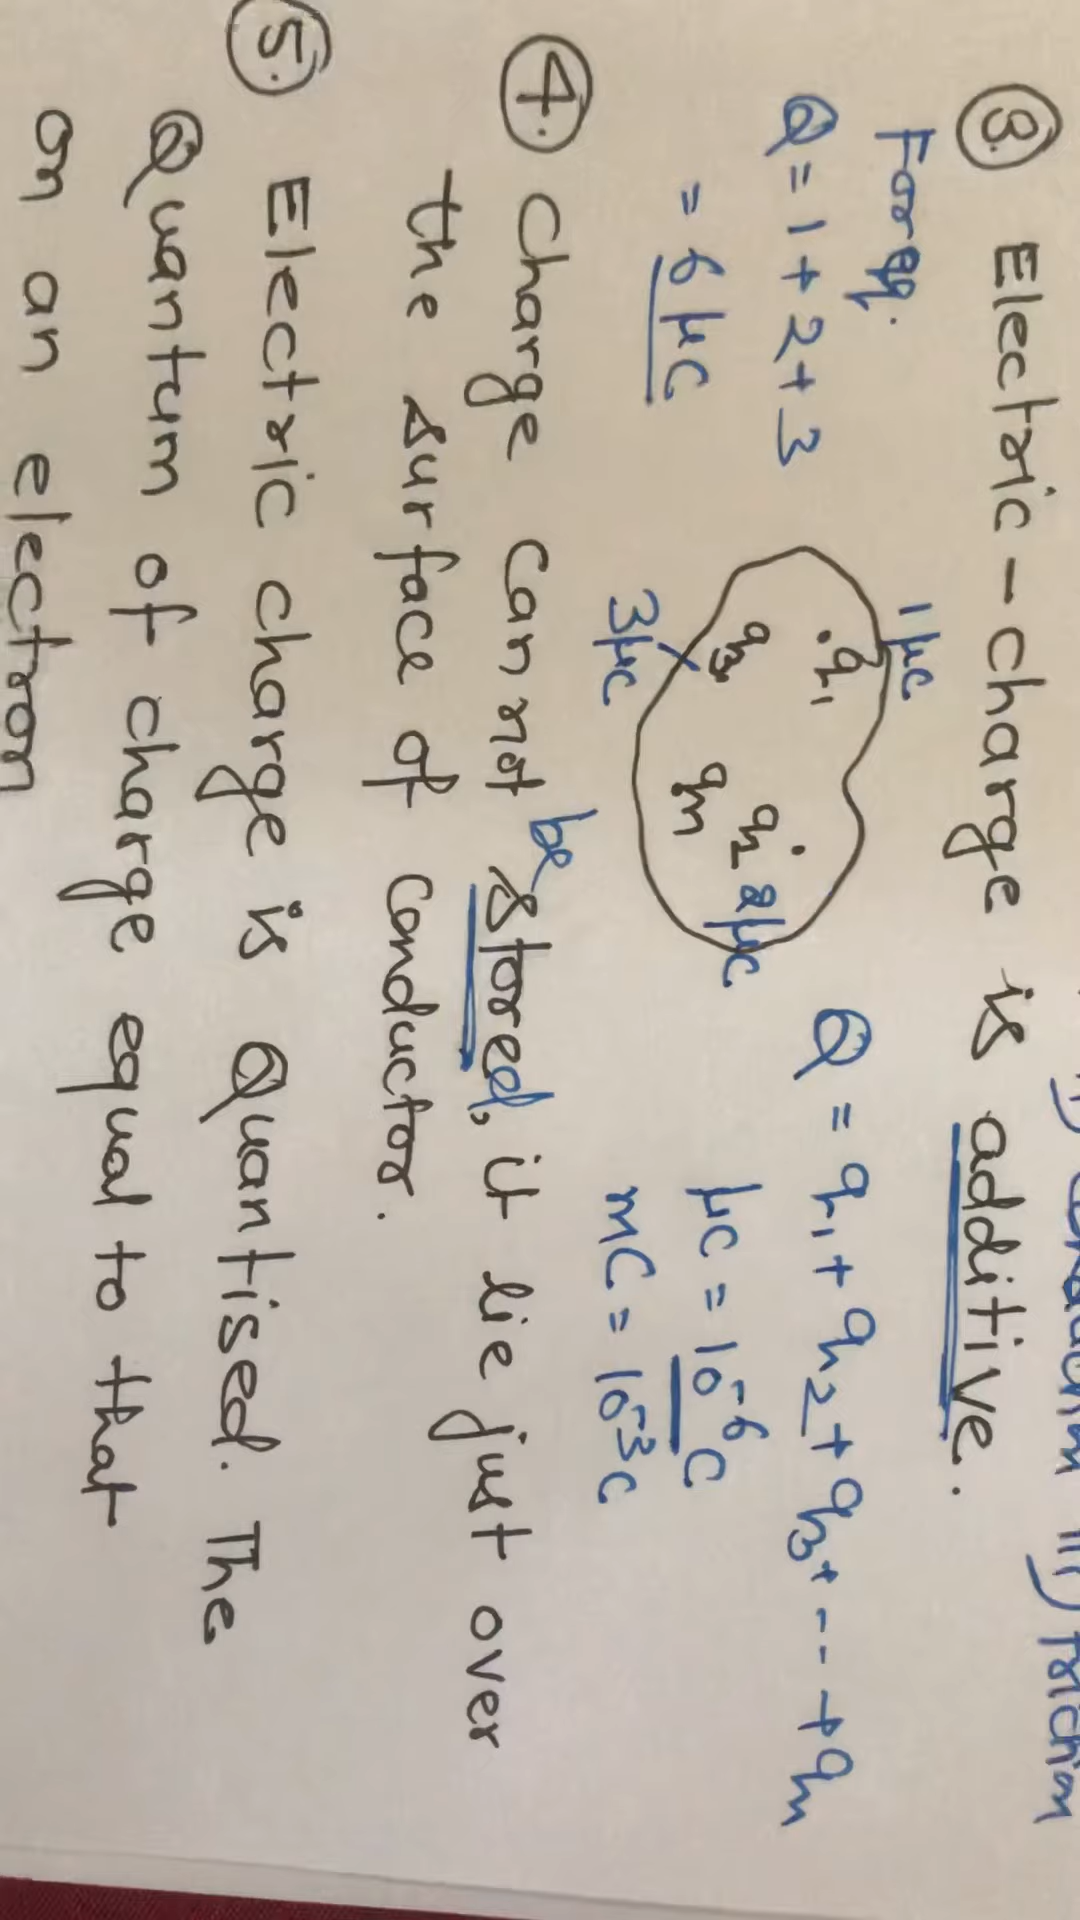 iii) Friction
3. Electric-charge is additive.
For eg.
1 μc
Q = 1 + 2 + 3
.q1
q2
2μc
Q = q1 + q2 + q3 + --- + qn
= 6 μC
q3
3μc
qn
μC = 10^-6 C
mC = 10^-3 C
4. Charge can not be stored, it lie just over
the surface of conductor.
5. Electric charge is Quantised. The
Quantum of charge equal to that
on an electron